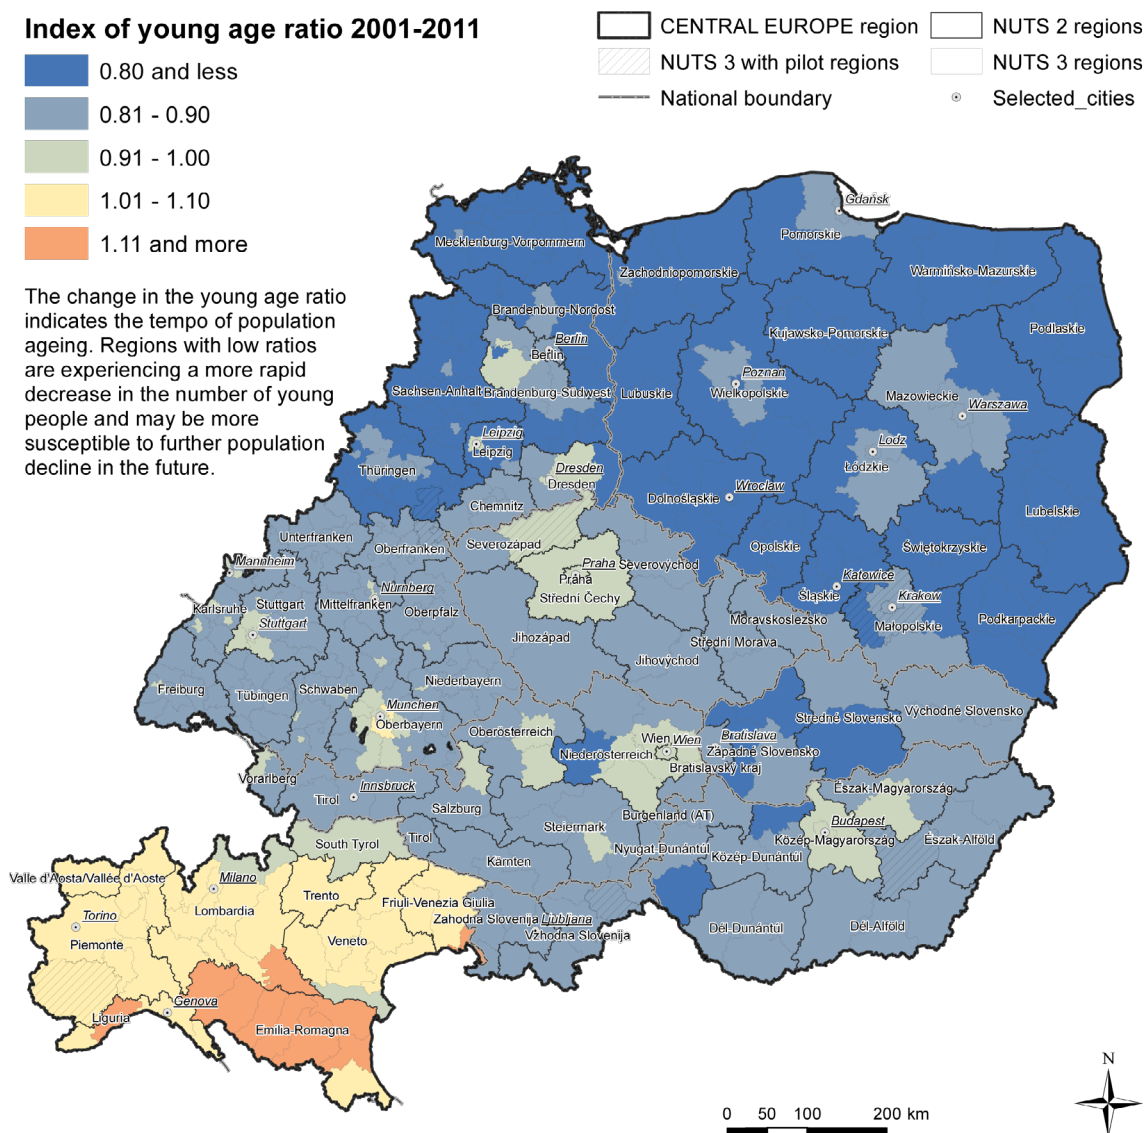 Index of young age ratio 2001-2011
0.80 and less
0.81 - 0.90
0.91 - 1.00
1.01 - 1.10
1.11 and more
CENTRAL EUROPE region
NUTS 2 regions
NUTS 3 with pilot regions
NUTS 3 regions
National boundary
Selected_cities
The change in the young age ratio
indicates the tempo of population
ageing. Regions with low ratios
are experiencing a more rapid
decrease in the number of young
people and may be more
susceptible to further population
decline in the future.
Gdańsk
Pomorskie
Mecklenburg-Vorpommern
Zachodniopomorskie
Warmińsko-Mazurskie
Brandenburg-Nordost
Kujawsko-Pomorskie
Podlaskie
Berlin
Berlin
Poznan
Sachsen-Anhalt
Brandenburg-Südwest
Lubuskie
Wielkopolskie
Mazowieckie
Warszawa
Leipzig
Leipzig
Lodz
Łódzkie
Thüringen
Dresden
Dresden
Wroclaw
Dolnośląskie
Chemnitz
Lubelskie
Unterfranken
Oberfranken
Severozápad
Opolskie
Świętokrzyskie
Mannheim
Praha
Praha
Severovýchod
Katowice
Nürnberg
Śląskie
Krakow
Karlsruhe
Stuttgart
Mittelfranken
Oberpfalz
Střední Čechy
Moravskoslezsko
Małopolskie
Podkarpackie
Stuttgart
Jihozápad
Střední Morava
Jihovýchod
Freiburg
Tübingen
Schwaben
Niederbayern
Munchen
Oberbayern
Východné Slovensko
Stredné Slovensko
Oberösterreich
Wien
Wien
Bratislava
Niederösterreich
Západné Slovensko
Bratislavský kraj
Vorarlberg
Innsbruck
Tirol
Salzburg
Észak-Magyarország
Burgenland (AT)
Budapest
Steiermark
South Tyrol
Tirol
Nyugat-Dunántúl
Közép-Magyarország
Észak-Alföld
Közép-Dunántúl
Kärnten
Valle d'Aosta/Vallée d'Aoste
Milano
Trento
Lombardia
Friuli-Venezia Giulia
Torino
Zahodna Slovenija
Ljubljana
Vzhodna Slovenija
Dél-Dunántúl
Dél-Alföld
Piemonte
Veneto
Genova
Liguria
Emilia-Romagna
N
0 50 100 200 km